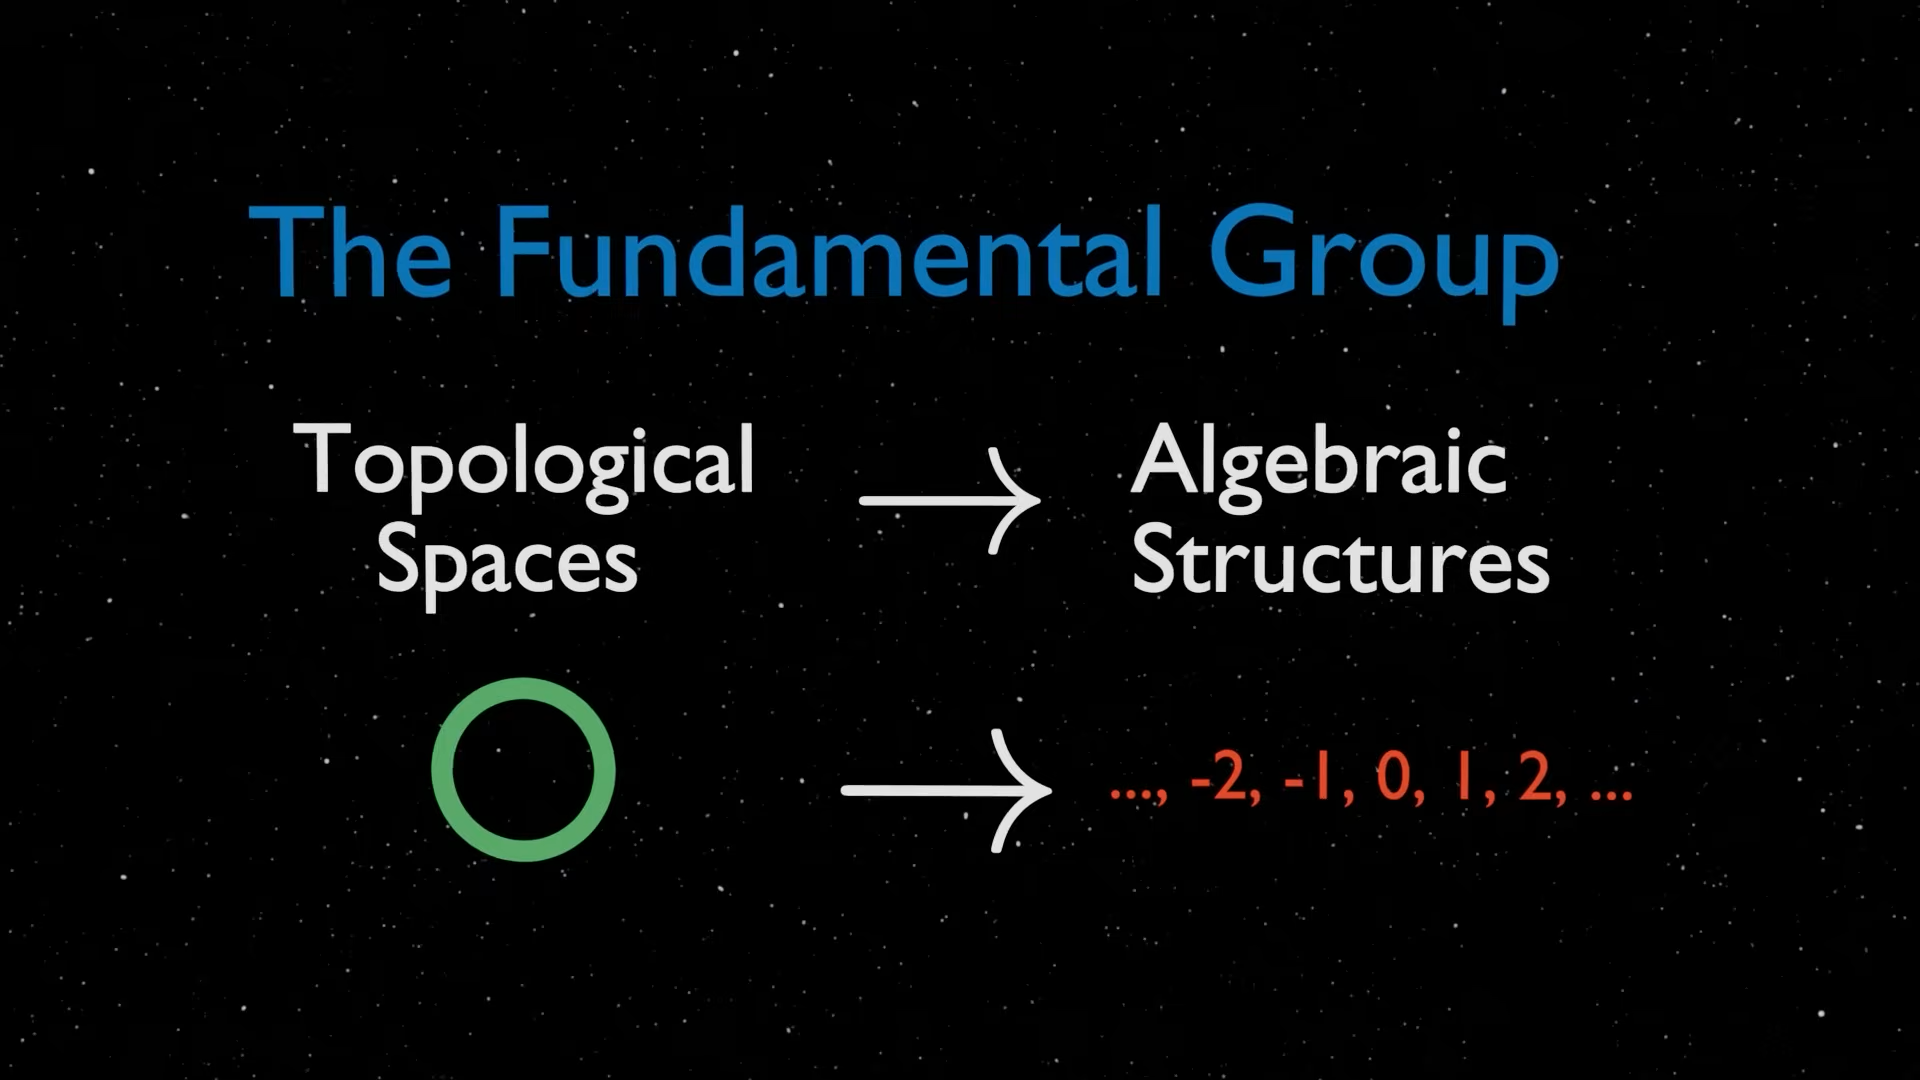 The Fundamental Group
Topological Spaces
Algebraic Structures
..., -2, -1, 0, 1, 2, ...